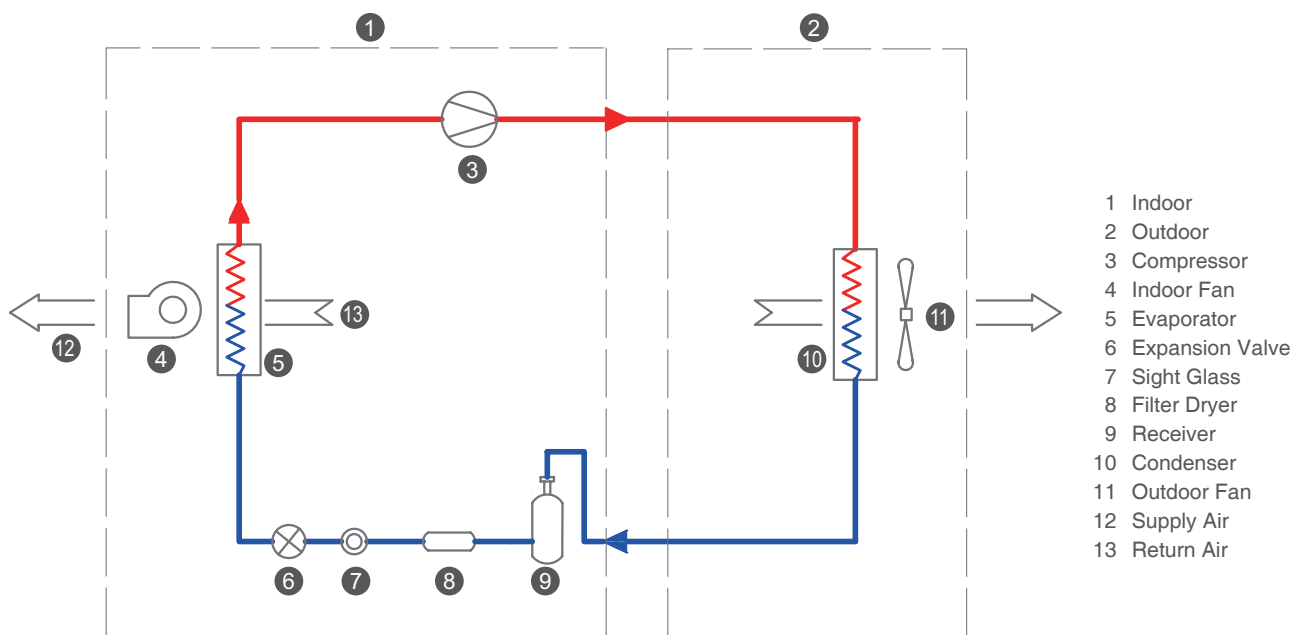 1
2
3
13
12
4
5
10
11
6
7
8
9
1 Indoor
2 Outdoor
3 Compressor
4 Indoor Fan
5 Evaporator
6 Expansion Valve
7 Sight Glass
8 Filter Dryer
9 Receiver
10 Condenser
11 Outdoor Fan
12 Supply Air
13 Return Air